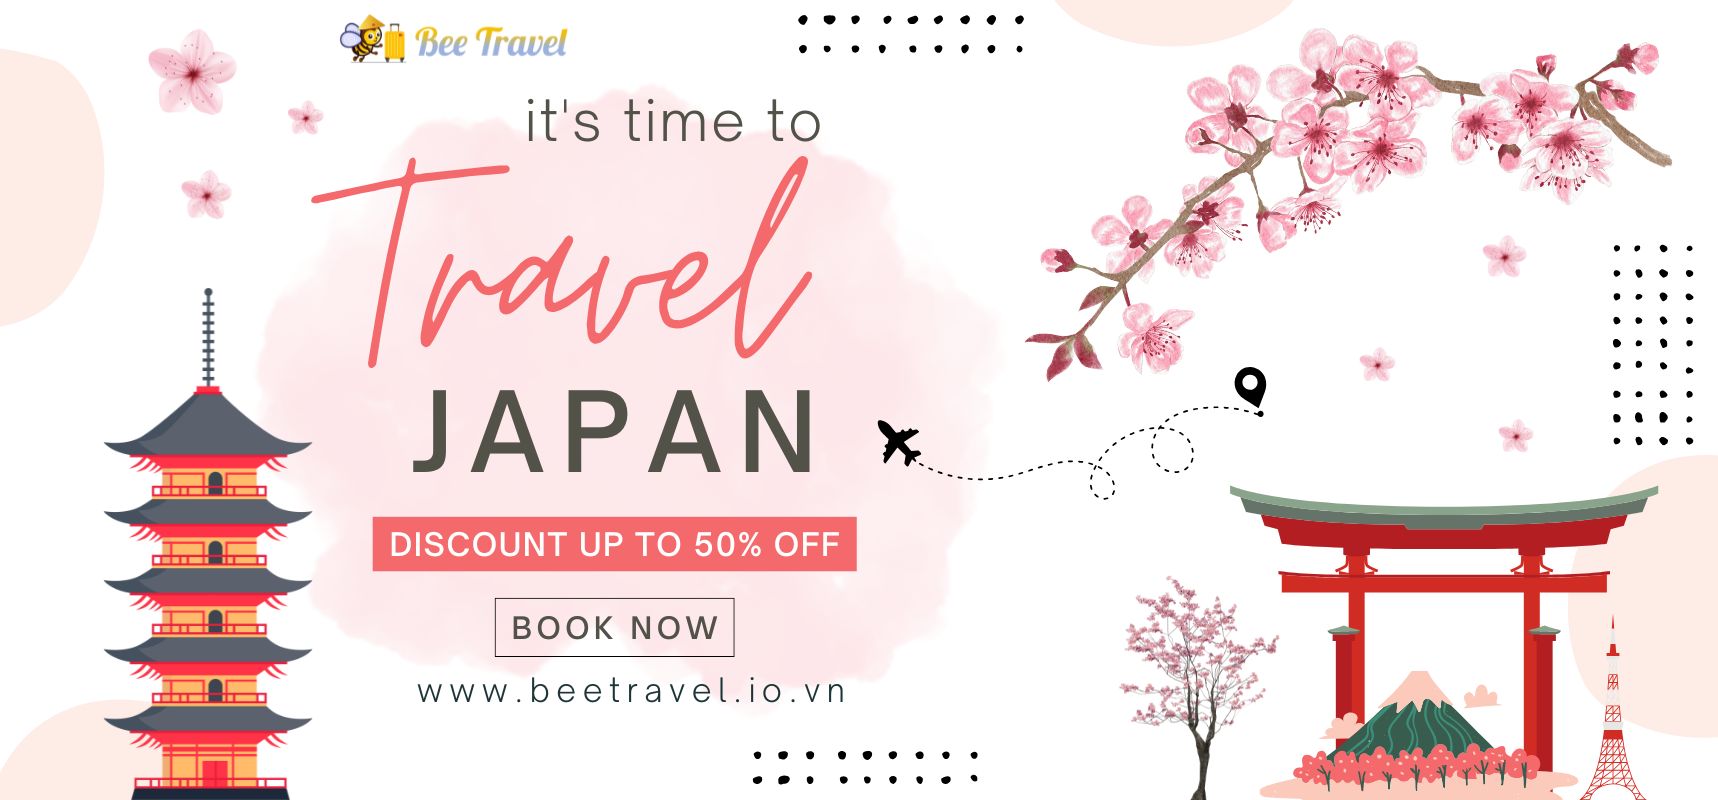 Bee Travel
it's time to
Travel
JAPAN
DISCOUNT UP TO 50% OFF
BOOK NOW
www.beetravel.io.vn